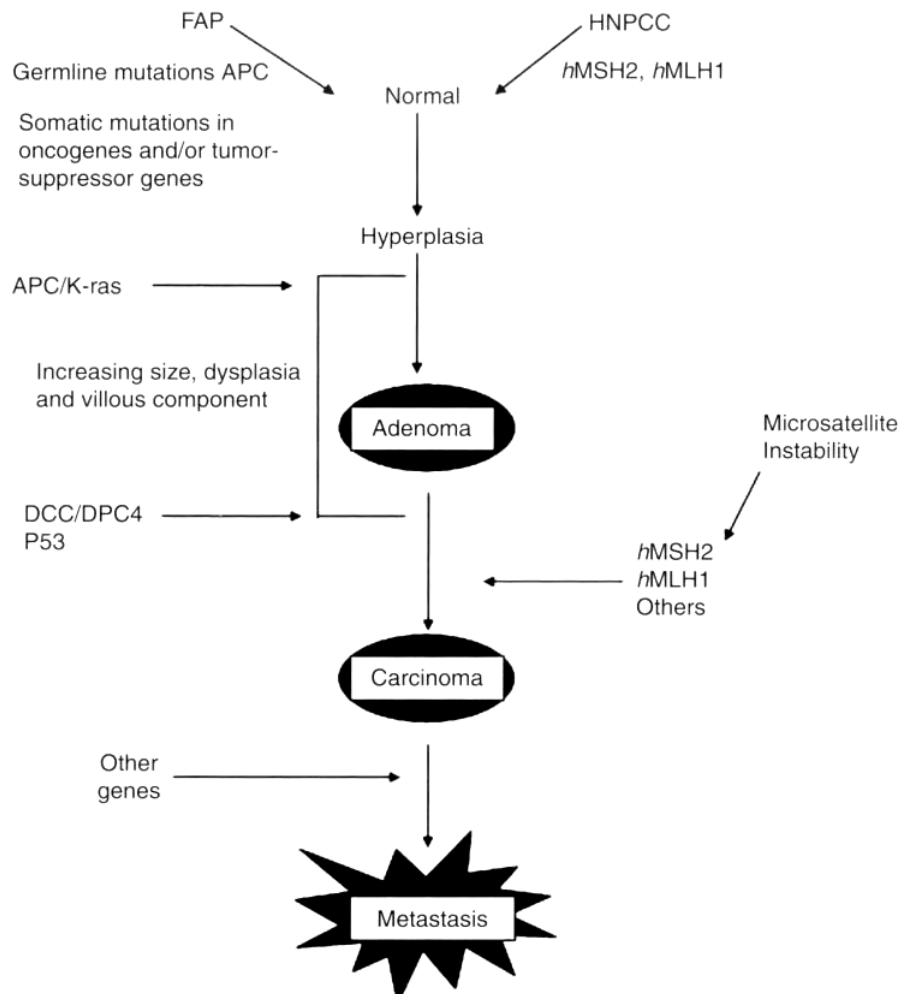 FAP
HNPCC
Germline mutations APC
hMSH2, hMLH1
Normal
Somatic mutations in
oncogenes and/or tumor-
suppressor genes
Hyperplasia
APC/K-ras
Increasing size, dysplasia
and villous component
Adenoma
Microsatellite
Instability
DCC/DPC4
P53
hMSH2
hMLH1
Others
Carcinoma
Other
genes
Metastasis